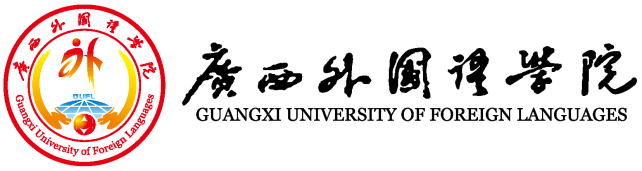 廣西外國語學院
GUFL
Guangxi University of Foreign Languages
廣西外國語學院
GUANGXI UNIVERSITY OF FOREIGN LANGUAGES